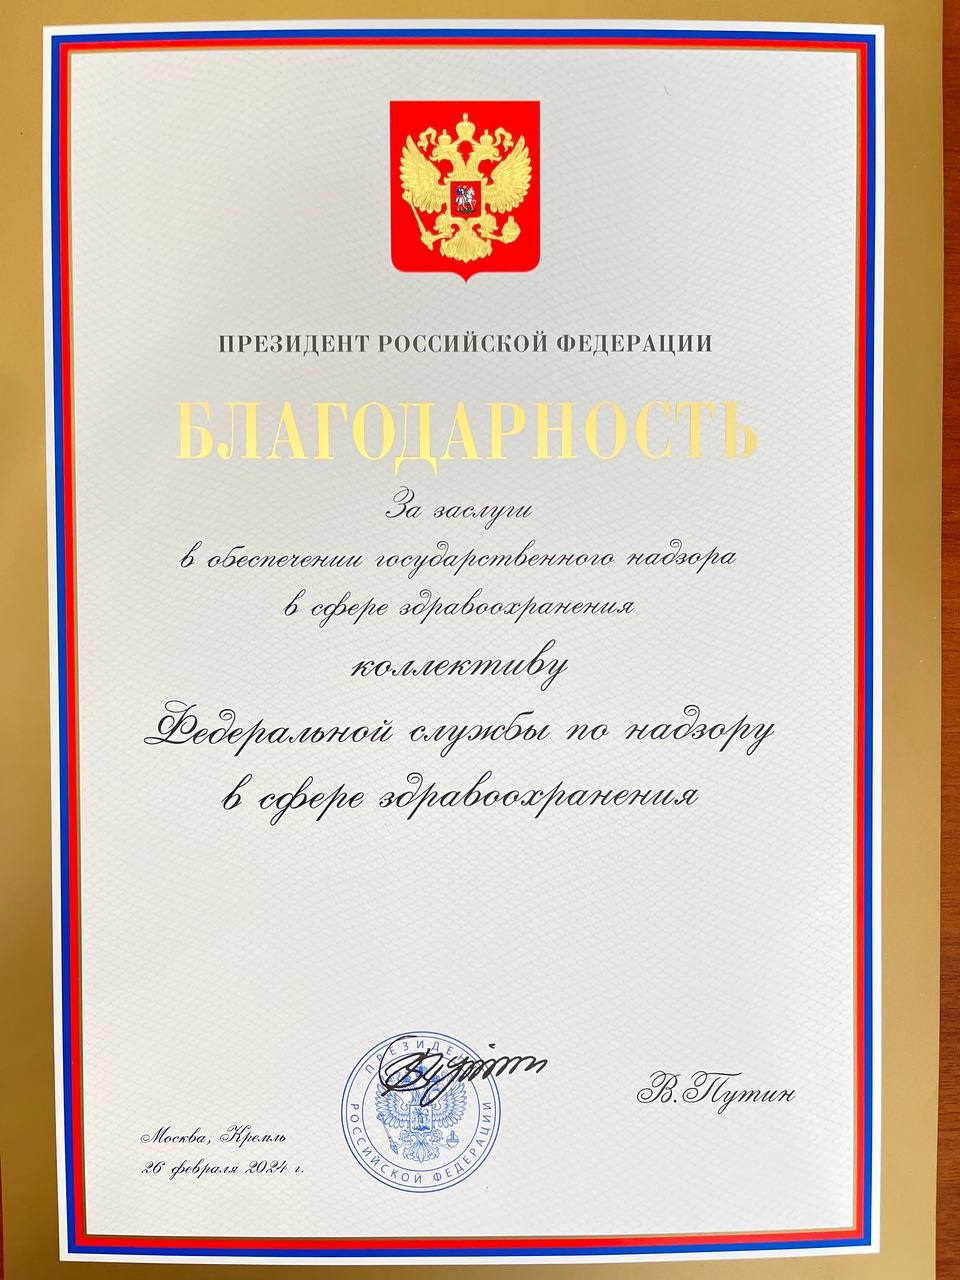 ПРЕЗИДЕНТ РОССИЙСКОЙ ФЕДЕРАЦИИ
БЛАГОДАРНОСТЬ
За заслуги
в обеспечении государственного надзора
в сфере здравоохранения
коллективу
Федеральной службы по надзору
в сфере здравоохранения
ПРЕЗИДЕНТ
РОССИЙСКОЙ ФЕДЕРАЦИИ
В.Путин
Москва, Кремль
26 февраля 2024 г.